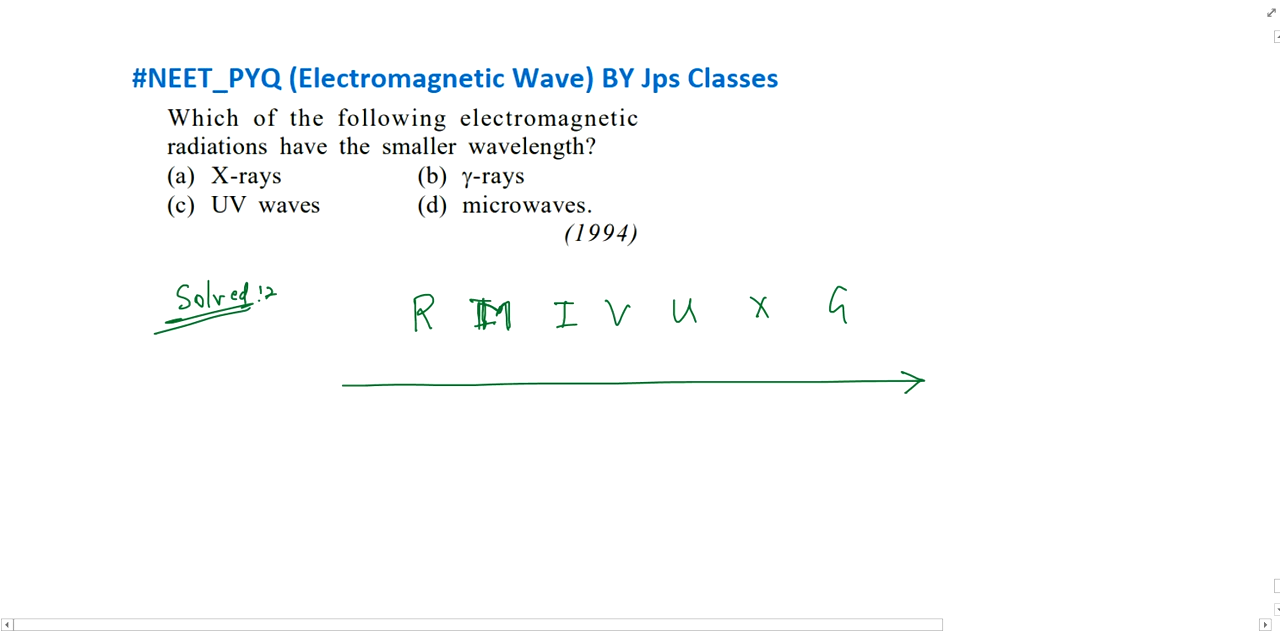 #NEET_PYQ (Electromagnetic Wave) BY Jps Classes
Which of the following electromagnetic
radiations have the smaller wavelength?
(a) X-rays (b) γ-rays
(c) UV waves (d) microwaves.
(1994)
Solved:
R M I V U X G